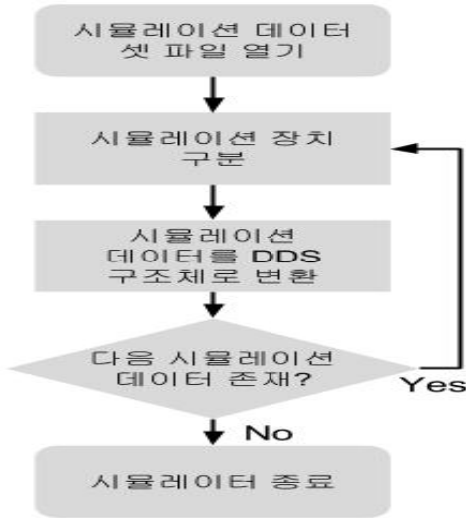 시뮬레이션 데이터
셋 파일 열기
시뮬레이션 장치
구분
시뮬레이션
데이터를 DDS
구조체로 변환
다음 시뮬레이션
데이터 존재?
Yes
No
시뮬레이터 종료